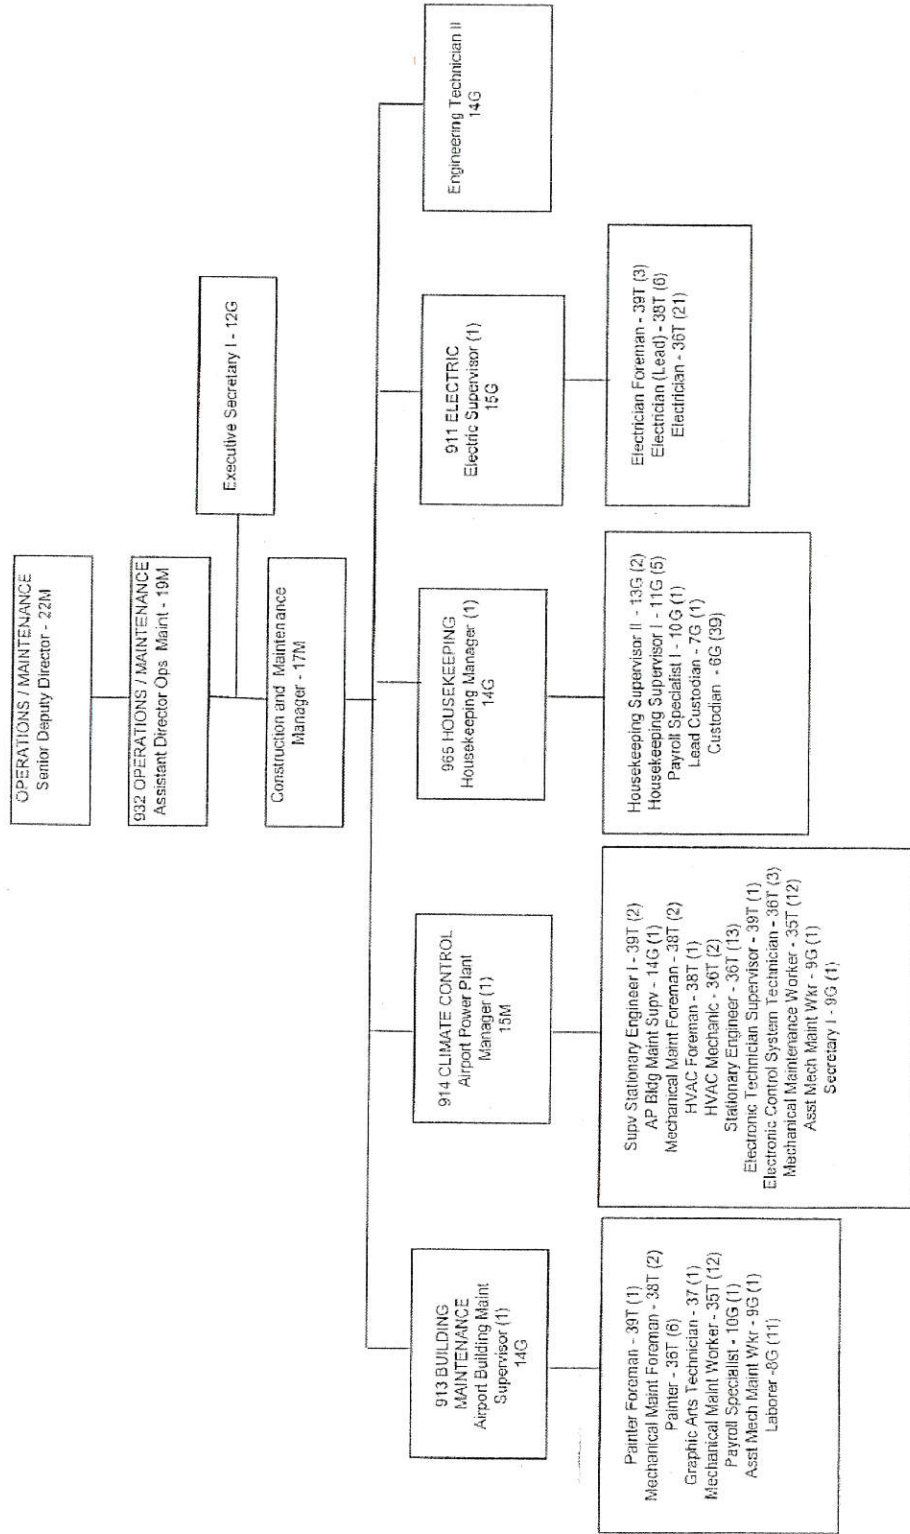 OPERATIONS / MAINTENANCE
Senior Deputy Director - 22M
932 OPERATIONS / MAINTENANCE
Assistant Director Ops Maint - 19M
Executive Secretary I - 12G
Construction and Maintenance
Manager - 17M
913 BUILDING
MAINTENANCE
Airport Building Maint
Supervisor (1)
14G
914 CLIMATE CONTROL
Airport Power Plant
Manager (1)
15M
965 HOUSEKEEPING
Housekeeping Manager (1)
14G
911 ELECTRIC
Electric Supervisor (1)
15G
Engineering Technician II
14G
Painter Foreman - 39T (1)
Mechanical Maint Foreman - 38T (2)
Painter - 36T (6)
Graphic Arts Technician - 37 (1)
Mechanical Maint Worker - 35T (12)
Payroll Specialist - 10G (1)
Asst Mech Maint Wkr - 9G (1)
Laborer -8G (11)
Supv Stationary Engineer I - 39T (2)
AP Bldg Maint Supv - 14G (1)
Mechanical Maint Foreman - 38T (2)
HVAC Foreman - 38T (1)
HVAC Mechanic - 36T (2)
Stationary Engineer - 36T (13)
Electronic Technician Supervisor - 39T (1)
Electronic Control System Technician - 36T (3)
Mechanical Maintenance Worker - 35T (12)
Asst Mech Maint Wkr - 9G (1)
Secretary I - 9G (1)
Housekeeping Supervisor II - 13G (2)
Housekeeping Supervisor I - 11G (5)
Payroll Specialist I - 10G (1)
Lead Custodian - 7G (1)
Custodian - 6G (39)
Electrician Foreman - 39T (3)
Electrician (Lead) - 38T (6)
Electrician - 36T (21)